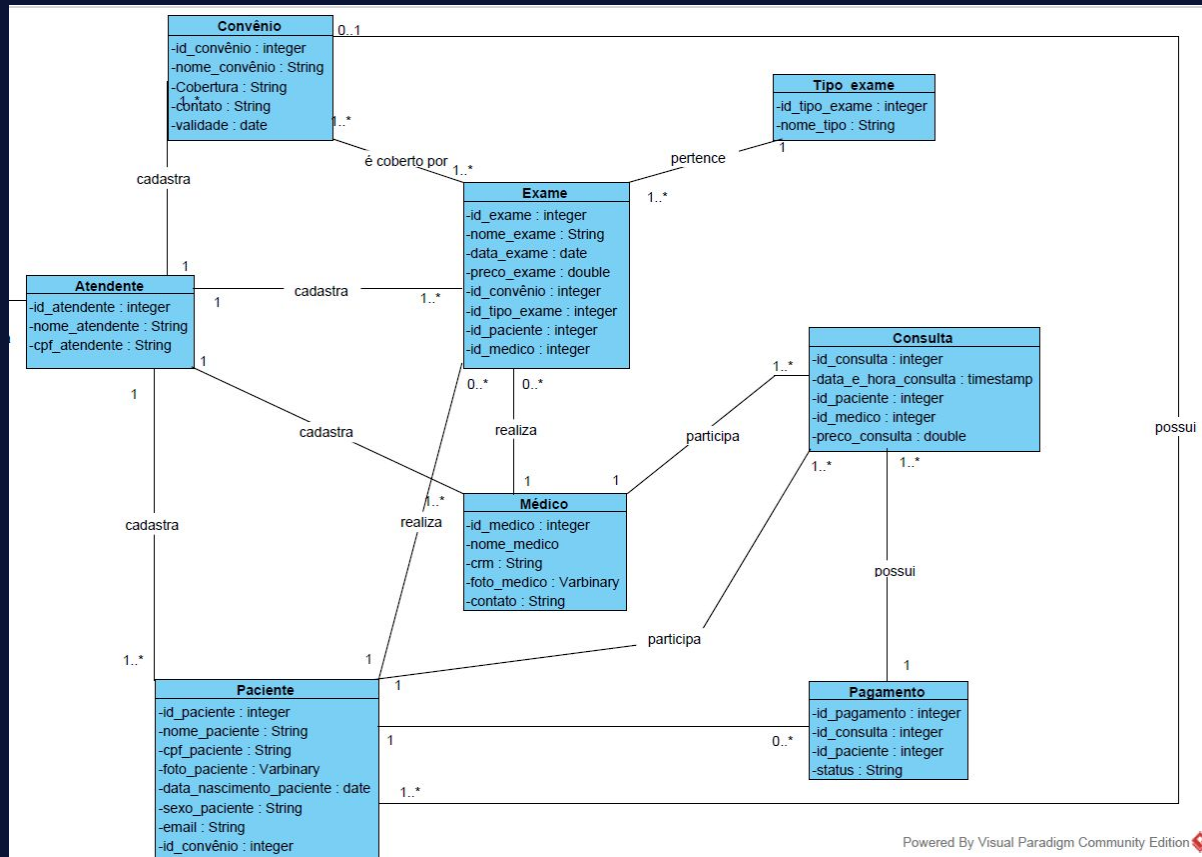 Convênio
-id_convênio : integer
-nome_convênio : String
-Cobertura : String
-contato : String
-validade : date
0..1
1..*
1..*
Tipo_exame
-id_tipo_exame : integer
-nome_tipo : String
1
é coberto por
1..*
pertence
1..*
cadastra
Exame
-id_exame : integer
-nome_exame : String
-data_exame : date
-preco_exame : double
-id_convênio : integer
-id_tipo_exame : integer
-id_paciente : integer
-id_medico : integer
1
Atendente
-id_atendente : integer
-nome_atendente : String
-cpf_atendente : String
1
cadastra
1..*
1
1
Consulta
-id_consulta : integer
-data_e_hora_consulta : timestamp
-id_paciente : integer
-id_medico : integer
-preco_consulta : double
1..*
0..*
0..*
possui
cadastra
realiza
participa
1..*
1..*
1
1
1..*
Médico
-id_medico : integer
-nome_medico
-crm : String
-foto_medico : Varbinary
-contato : String
cadastra
realiza
possui
participa
1..*
1
1
1
Paciente
-id_paciente : integer
-nome_paciente : String
-cpf_paciente : String
-foto_paciente : Varbinary
-data_nascimento_paciente : date
-sexo_paciente : String
-email : String
-id_convênio : integer
1
0..*
1..*
Pagamento
-id_pagamento : integer
-id_consulta : integer
-id_paciente : integer
-status : String
Powered By Visual Paradigm Community Edition